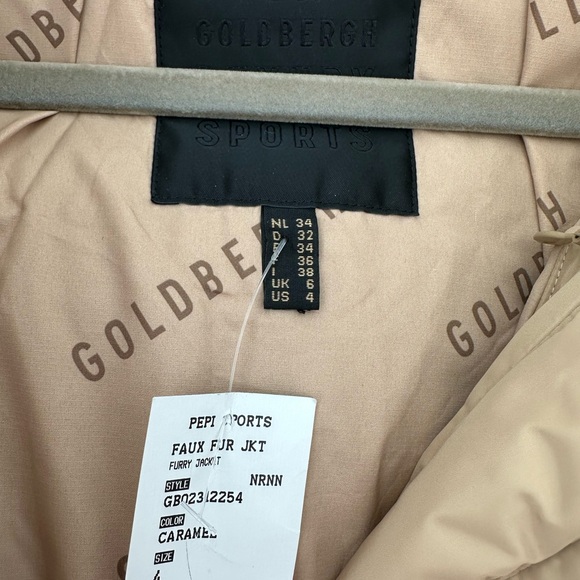 GOLDBERGH
SPORTS
NL 34
D 32
34
36
I 38
UK 6
US 4
GOLDBERGH
GOLDB
PEPI SPORTS
FAUX FUR JKT
FURRY JACKET
STYLE NRNN
GB02312254
COLOR
CARAMEL
SIZE
4